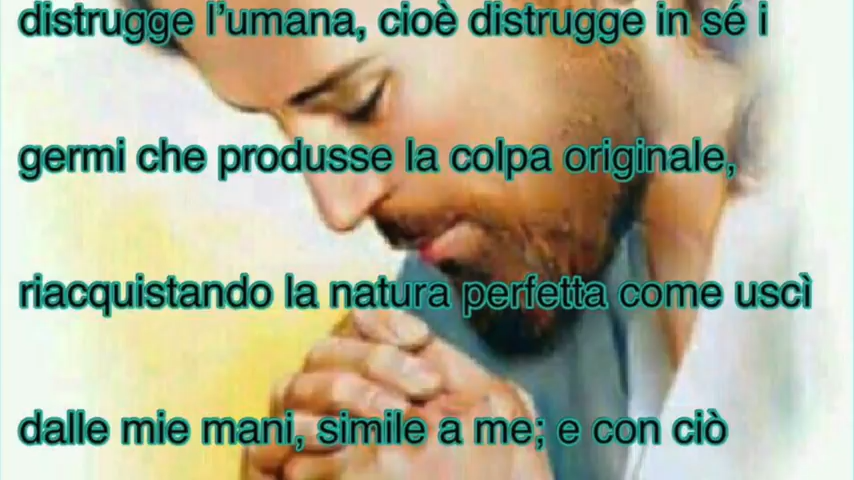 distrugge l'umana, cioè distrugge in sé i
germi che produsse la colpa originale,
riacquistando la natura perfetta come uscì
dalle mie mani, simile a me; e con ciò